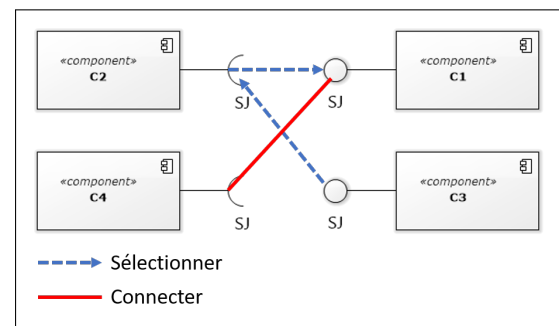 «component»
C2
SJ
SJ
«component»
C1
«component»
C4
SJ
SJ
«component»
C3
Sélectionner
Connecter